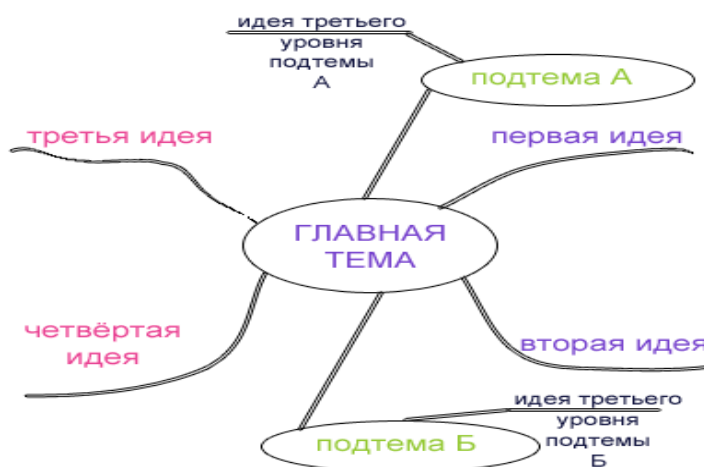 идея третьего
уровня
подтемы
А
подтема А
третья идея
первая идея
ГЛАВНАЯ
ТЕМА
четвёртая
идея
вторая идея
идея третьего
уровня
подтемы
Б
подтема Б